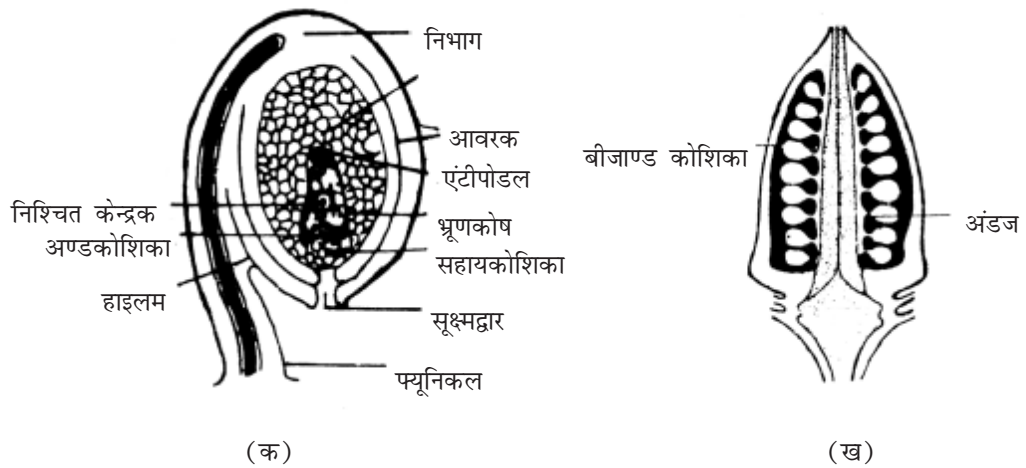 निभाग
आवरक
एंटीपोडल
निश्चित केन्द्रक
अण्डकोशिका
भ्रूणकोष
सहायकोशिका
हाइलम
सूक्ष्मद्वार
फ्यूनिकल
(क)
बीजाण्ड कोशिका
अंडज
(ख)